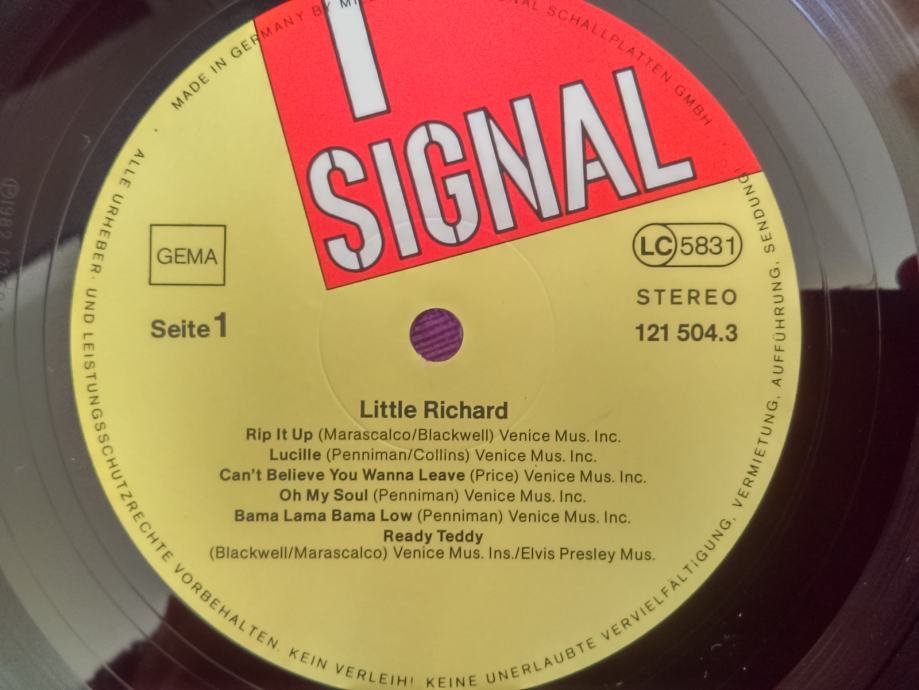 MADE IN GERMANY BY
SCHALLPLATTEN GMBH
SIGNAL
GEMA
LC 5831
STEREO
Seite 1
121 504.3
Little Richard
Rip It Up (Marascalco/Blackwell) Venice Mus. Inc.
Lucille (Penniman/Collins) Venice Mus. Inc.
Can't Believe You Wanna Leave (Price) Venice Mus. Inc.
Oh My Soul (Penniman) Venice Mus. Inc.
Bama Lama Bama Low (Penniman) Venice Mus. Inc.
Ready Teddy
(Blackwell/Marascalco) Venice Mus. Ins./Elvis Presley Mus.
ALLE URHEBER- UND LEISTUNGSSCHUTZRECHTE VORBEHALTEN. KEIN VERLEIH! KEINE UNERLAUBTE VERVIELFÄLTIGUNG, VERMIETUNG, AUFFÜHRUNG, SENDUNG!